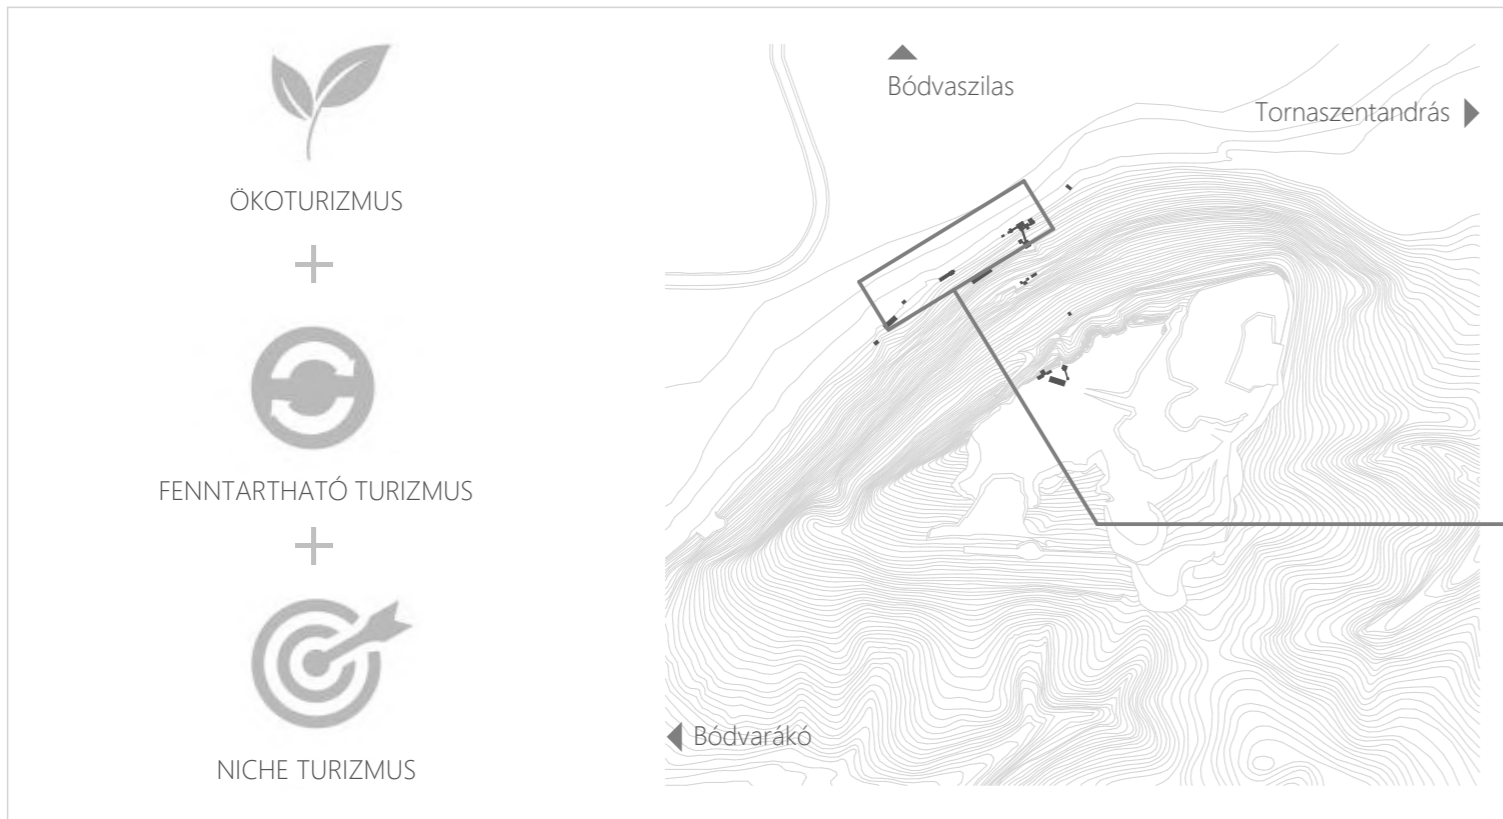 ÖKOTURIZMUS
+
FENNTARTHATÓ TURIZMUS
+
NICHE TURIZMUS
Bódvaszilas
Tornaszentandrás
Bódvarákó